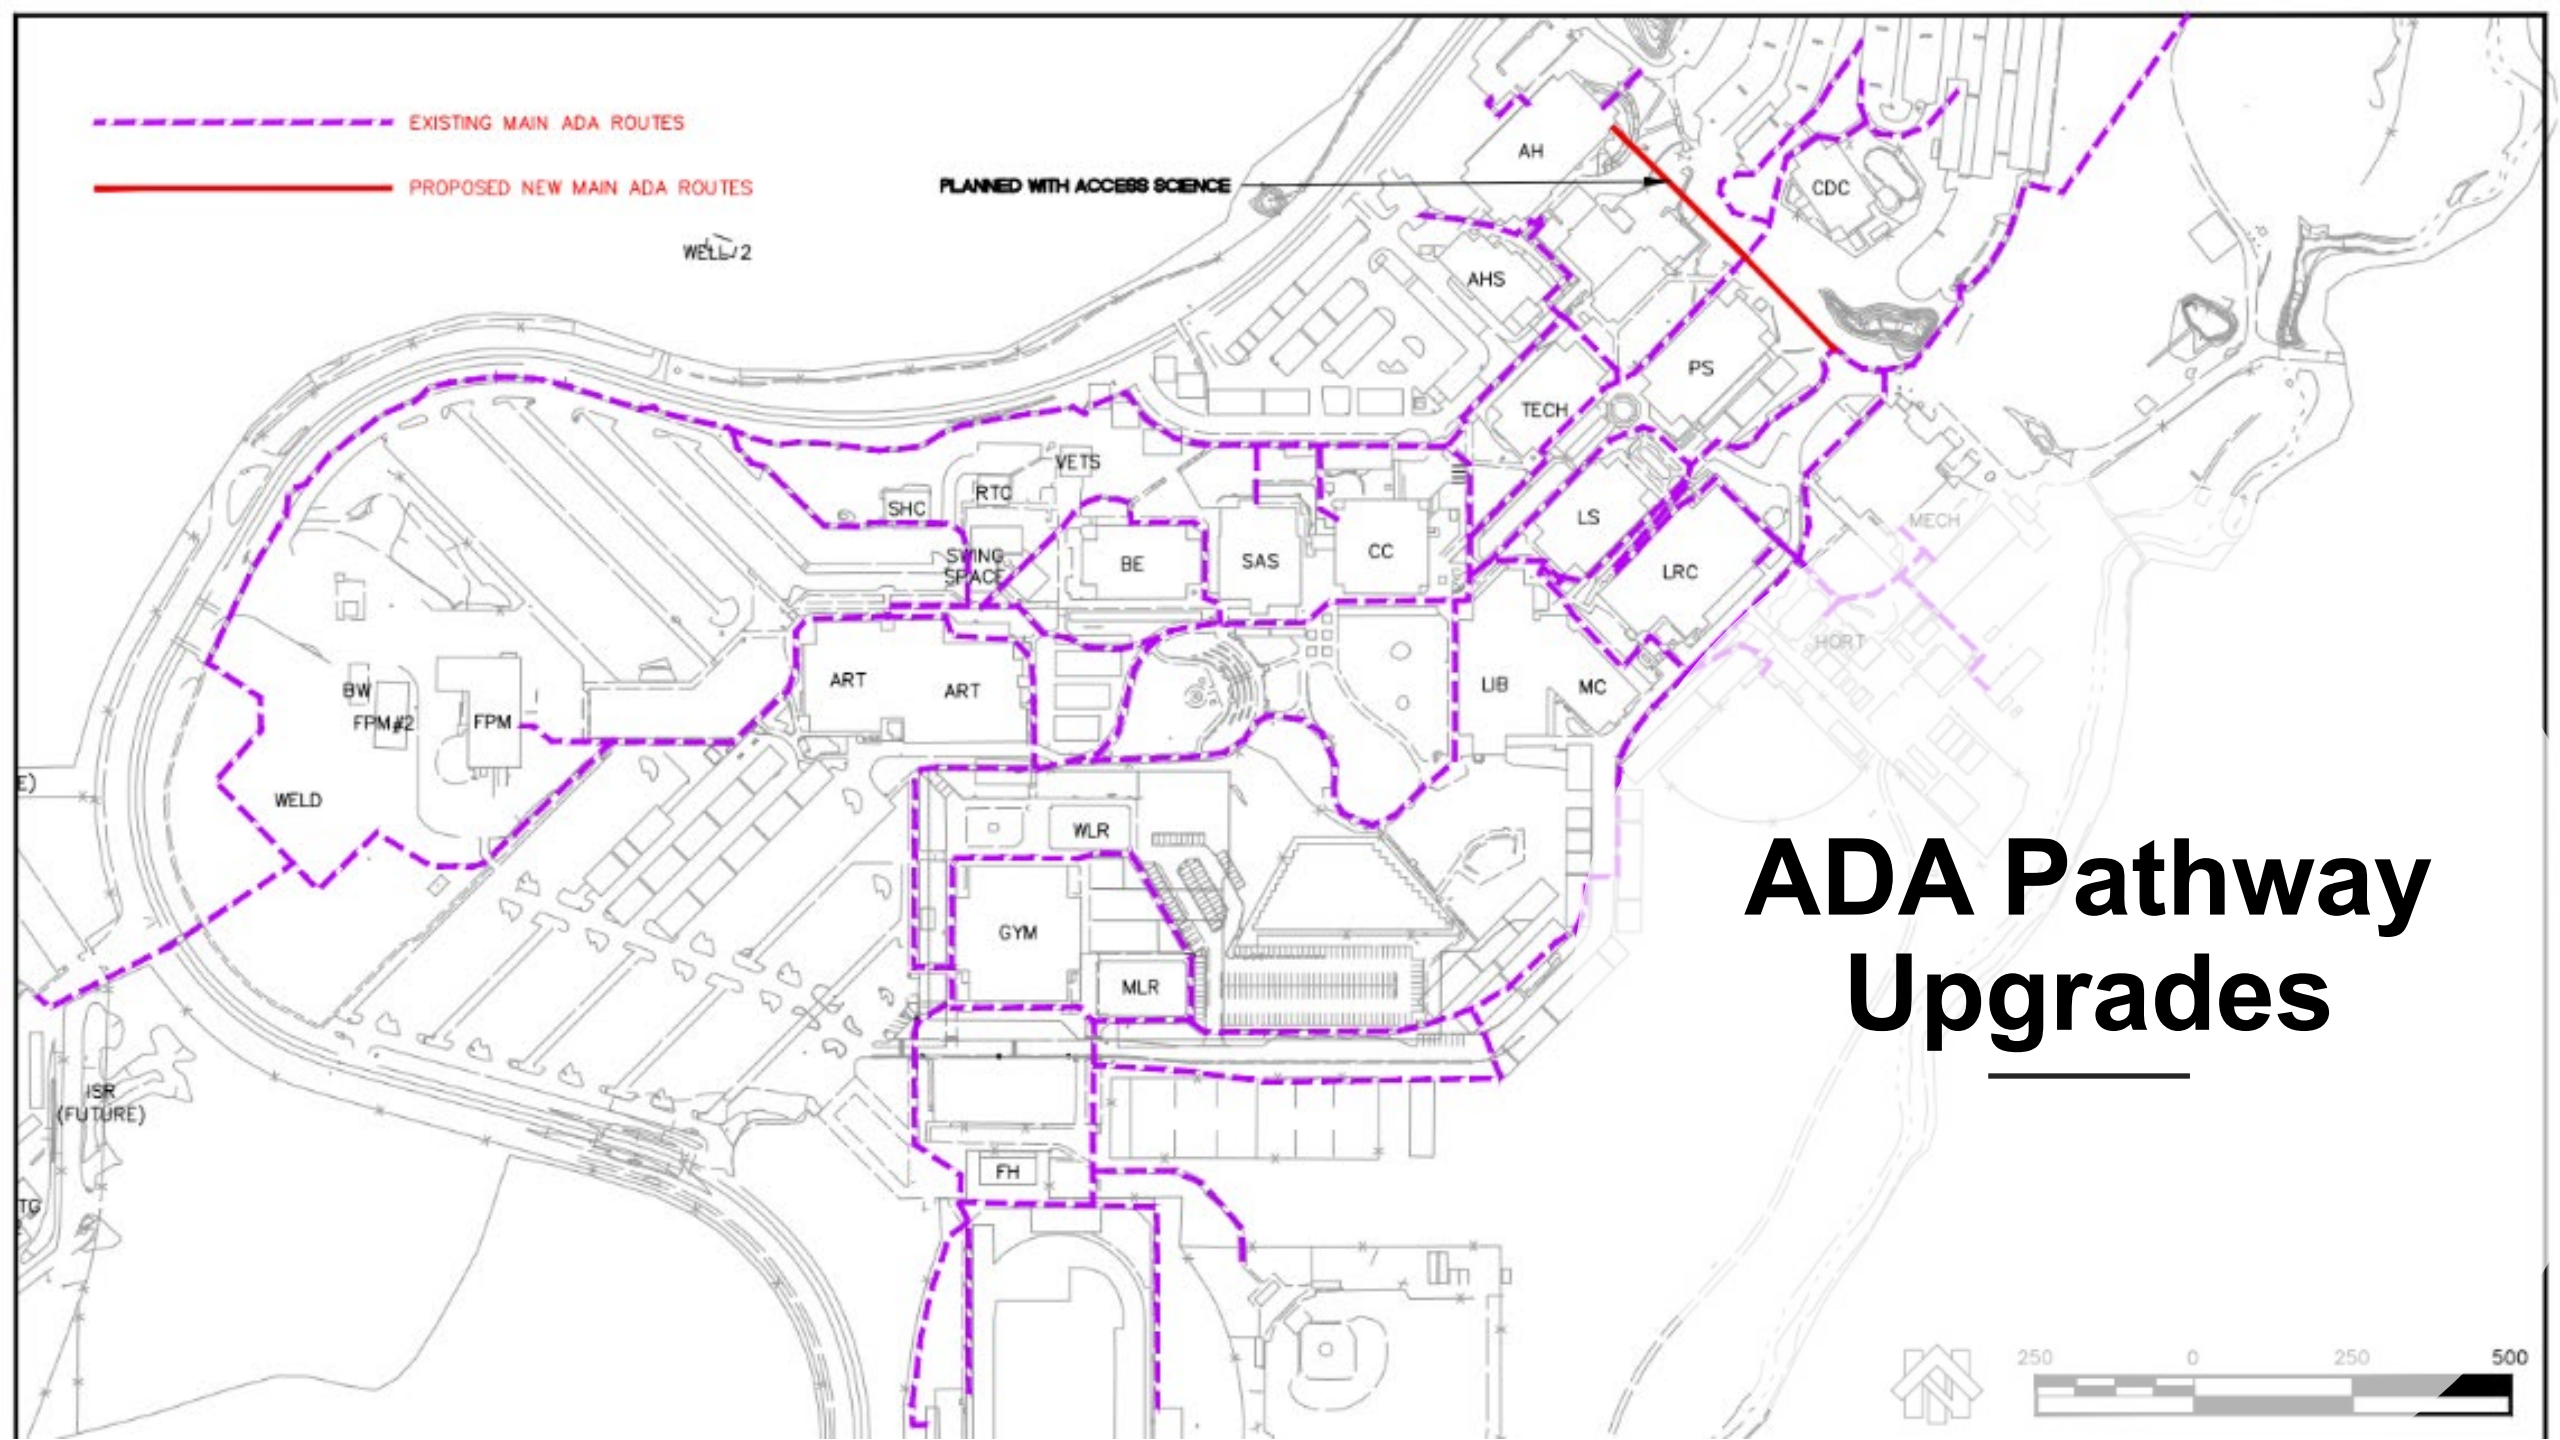 EXISTING MAIN ADA ROUTES
PROPOSED NEW MAIN ADA ROUTES
PLANNED WITH ACCESS SCIENCE
AH
CDC
WELL 2
AHS
PS
TECH
VETS
RTC
SHC
LS
MECH
SWING
SPACE
BE
SAS
CC
LRC
HORT
ART
ART
LIB
MC
BW
FPM#2
FPM
E)
WELD
WLR
GYM
MLR
ADA Pathway
Upgrades
ISR
(FUTURE)
FH
TG
250 0 250 500